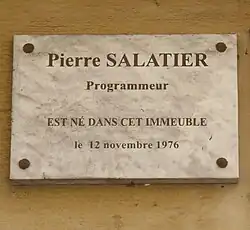 Pierre SALATIER
Programmeur
EST NÉ DANS CET IMMEUBLE
le 12 novembre 1976